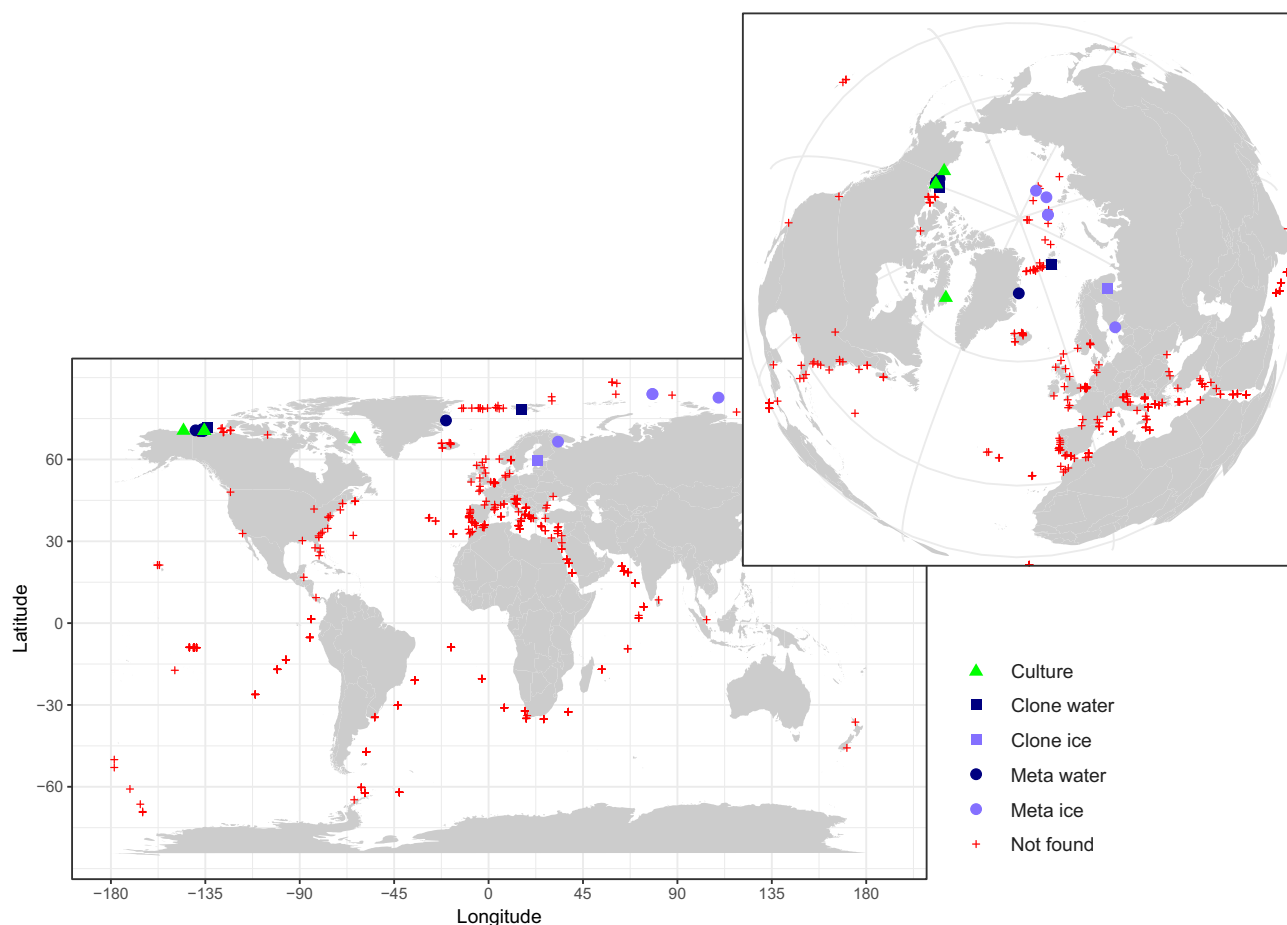 60
30
0
−30
−60
Latitude
−180
−135
−90
−45
0
45
90
135
180
Longitude
Culture
Clone water
Clone ice
Meta water
Meta ice
Not found